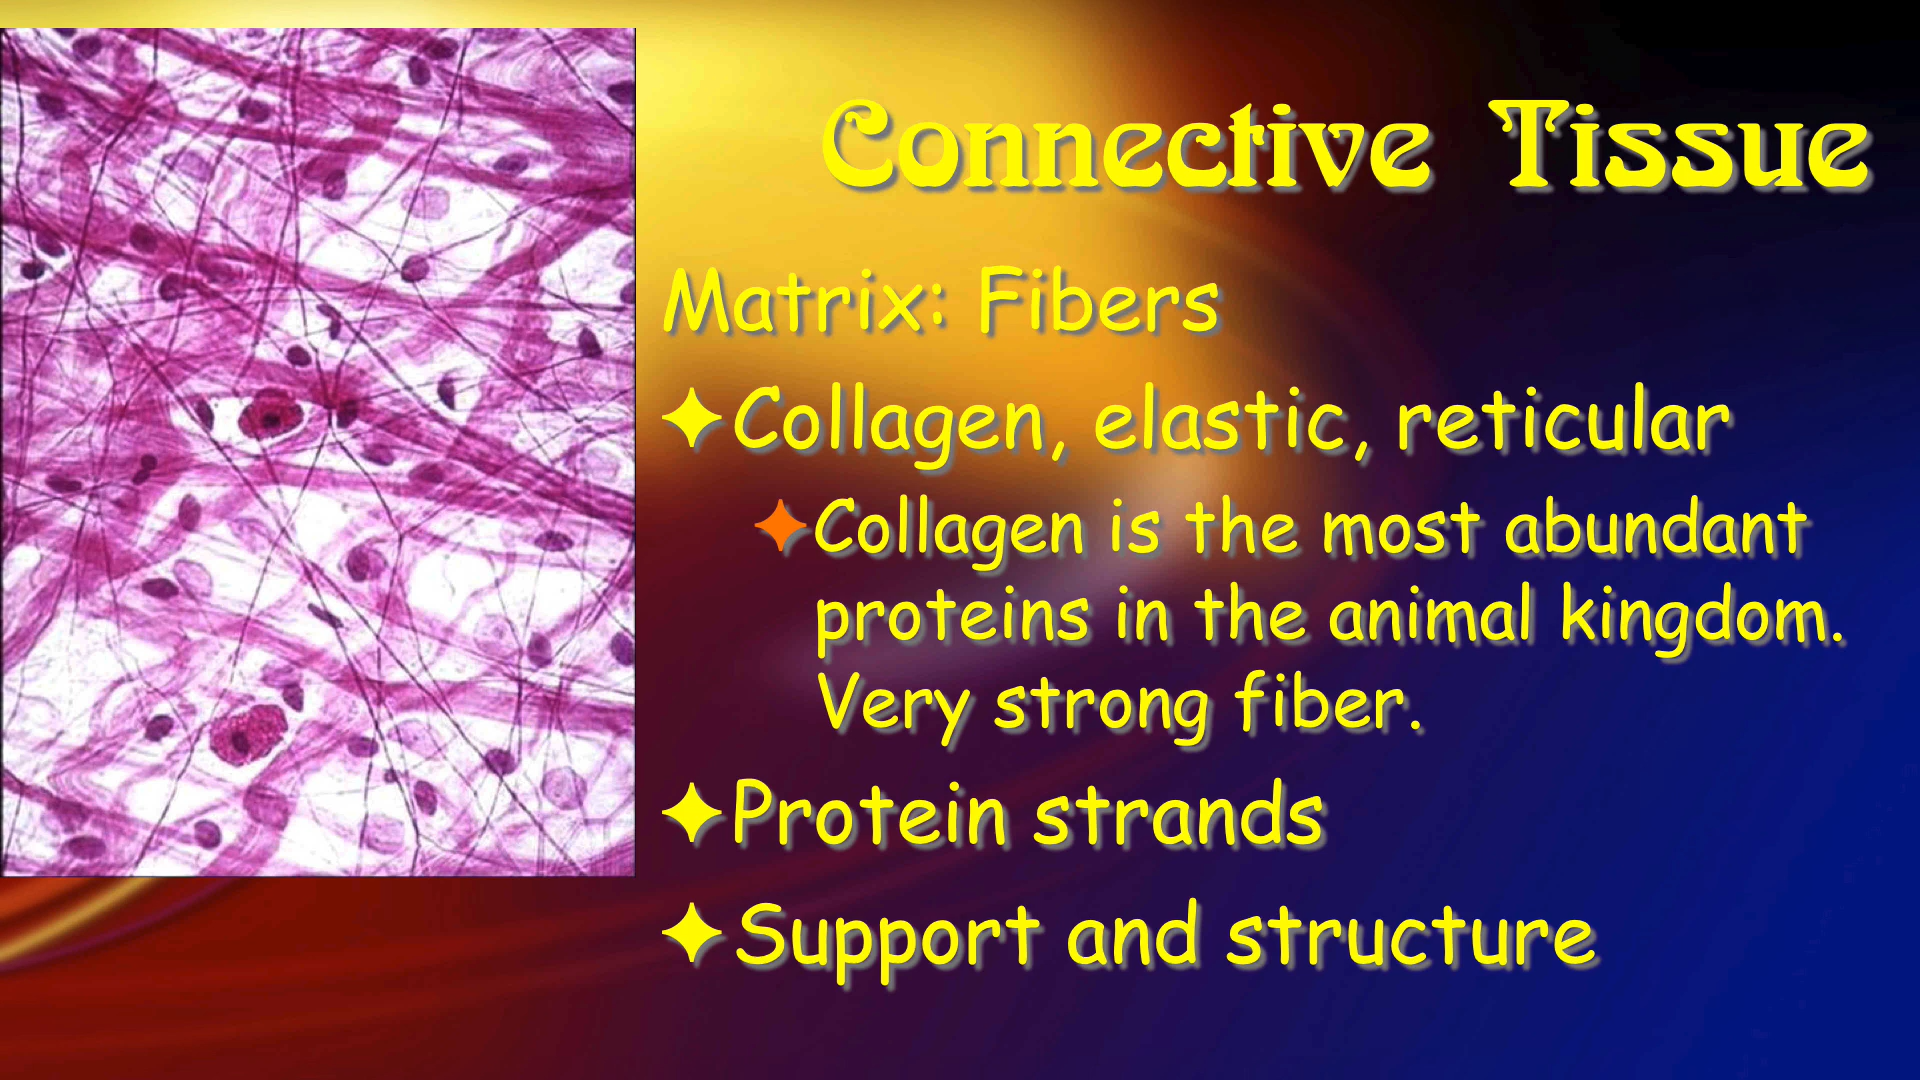 Connective Tissue
Matrix: Fibers
✦Collagen, elastic, reticular
✦Collagen is the most abundant
proteins in the animal kingdom.
Very strong fiber.
✦Protein strands
✦Support and structure